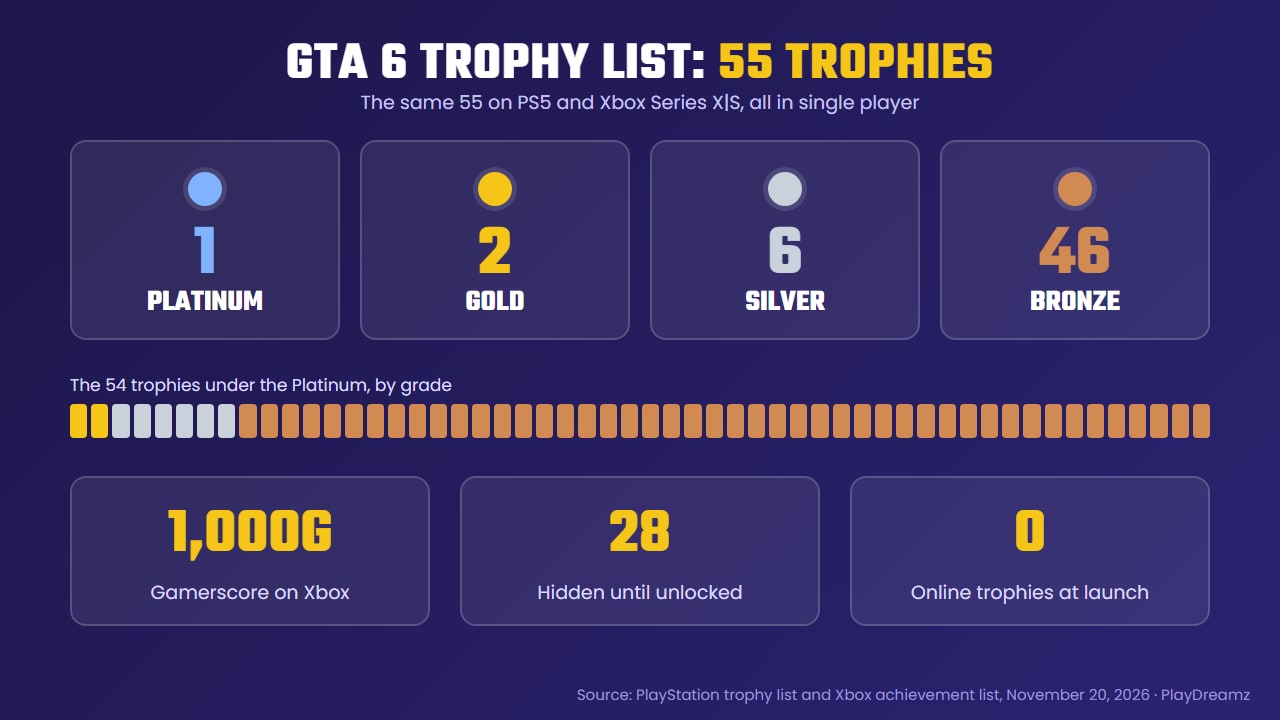 GTA 6 TROPHY LIST: 55 TROPHIES
The same 55 on PS5 and Xbox Series X|S, all in single player
1
PLATINUM
2
GOLD
6
SILVER
46
BRONZE
The 54 trophies under the Platinum, by grade
1,000G
Gamerscore on Xbox
28
Hidden until unlocked
0
Online trophies at launch
Source: PlayStation trophy list and Xbox achievement list, November 20, 2026 · PlayDreamz